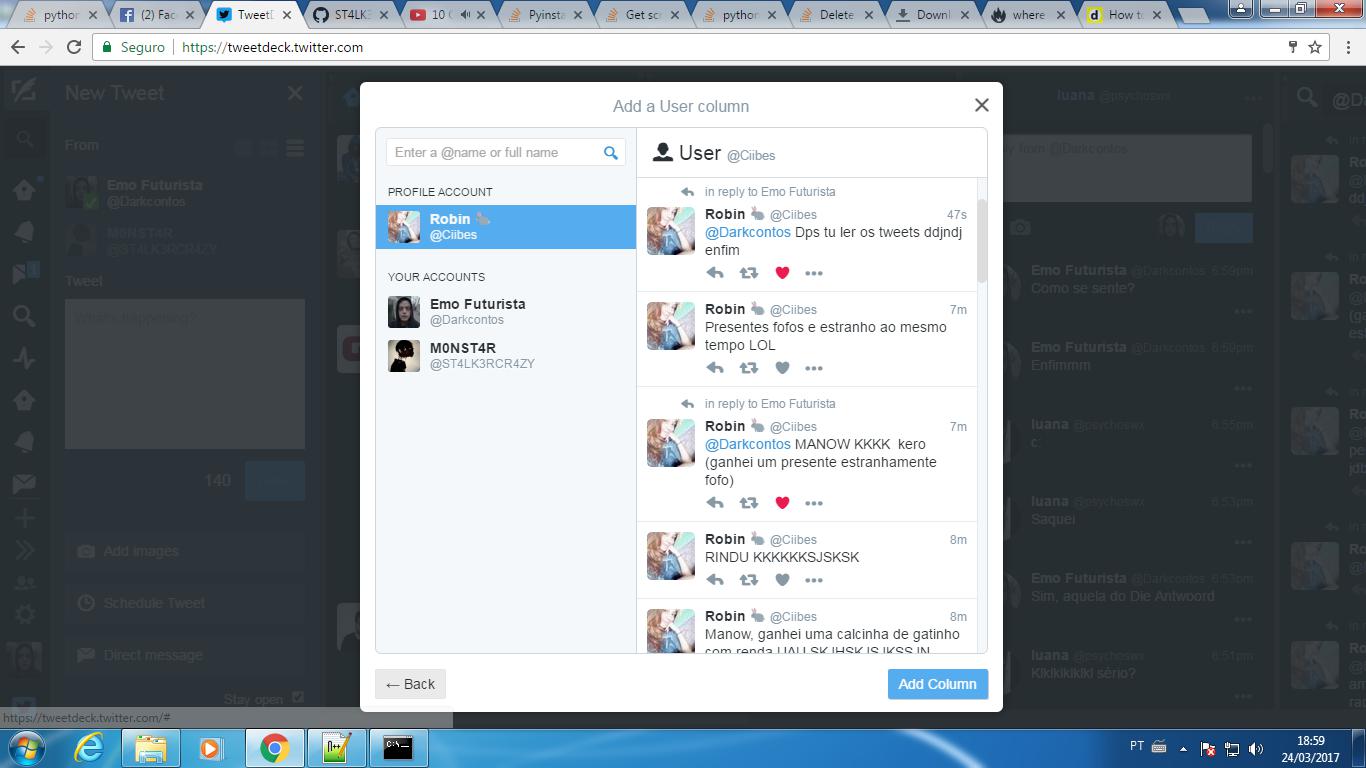 python
(2) Fac
TweetD
ST4LK3
10 C
Pyinsta
Get scr
python
Delete
Downl
where
How to
Seguro
https://tweetdeck.twitter.com
New Tweet
From
Emo Futurista
@Darkcontos
M0NST4R
@ST4LK3RCR4ZY
Tweet
What's happening?
140
Add images
Schedule Tweet
Direct message
Stay open
https://tweetdeck.twitter.com/#
Add a User column
Enter a @name or full name
PROFILE ACCOUNT
Robin
@Ciibes
YOUR ACCOUNTS
Emo Futurista
@Darkcontos
M0NST4R
@ST4LK3RCR4ZY
User @Ciibes
in reply to Emo Futurista
Robin @Ciibes 47s
@Darkcontos Dps tu ler os tweets ddjndj
enfim
Robin @Ciibes 7m
Presentes fofos e estranho ao mesmo
tempo LOL
in reply to Emo Futurista
Robin @Ciibes 7m
@Darkcontos MANOW KKKK kero
(ganhei um presente estranhamente
fofo)
Robin @Ciibes 8m
RINDU KKKKKKSJSKSK
Robin @Ciibes 8m
Manow, ganhei uma calcinha de gatinho
com renda
← Back
Add Column
luana @psychoswx
from @Darkcontos
Emo Futurista @Darkcontos 6:59pm
Como se sente?
Emo Futurista @Darkcontos 6:59pm
Enfimmm
luana @psychoswx 6:55pm
c:
luana @psychoswx 6:53pm
Saquei
Emo Futurista @Darkcontos 6:53pm
Sim, aquela do Die Antwoord
luana @psychoswx 6:51pm
sério?
PT
18:59
24/03/2017